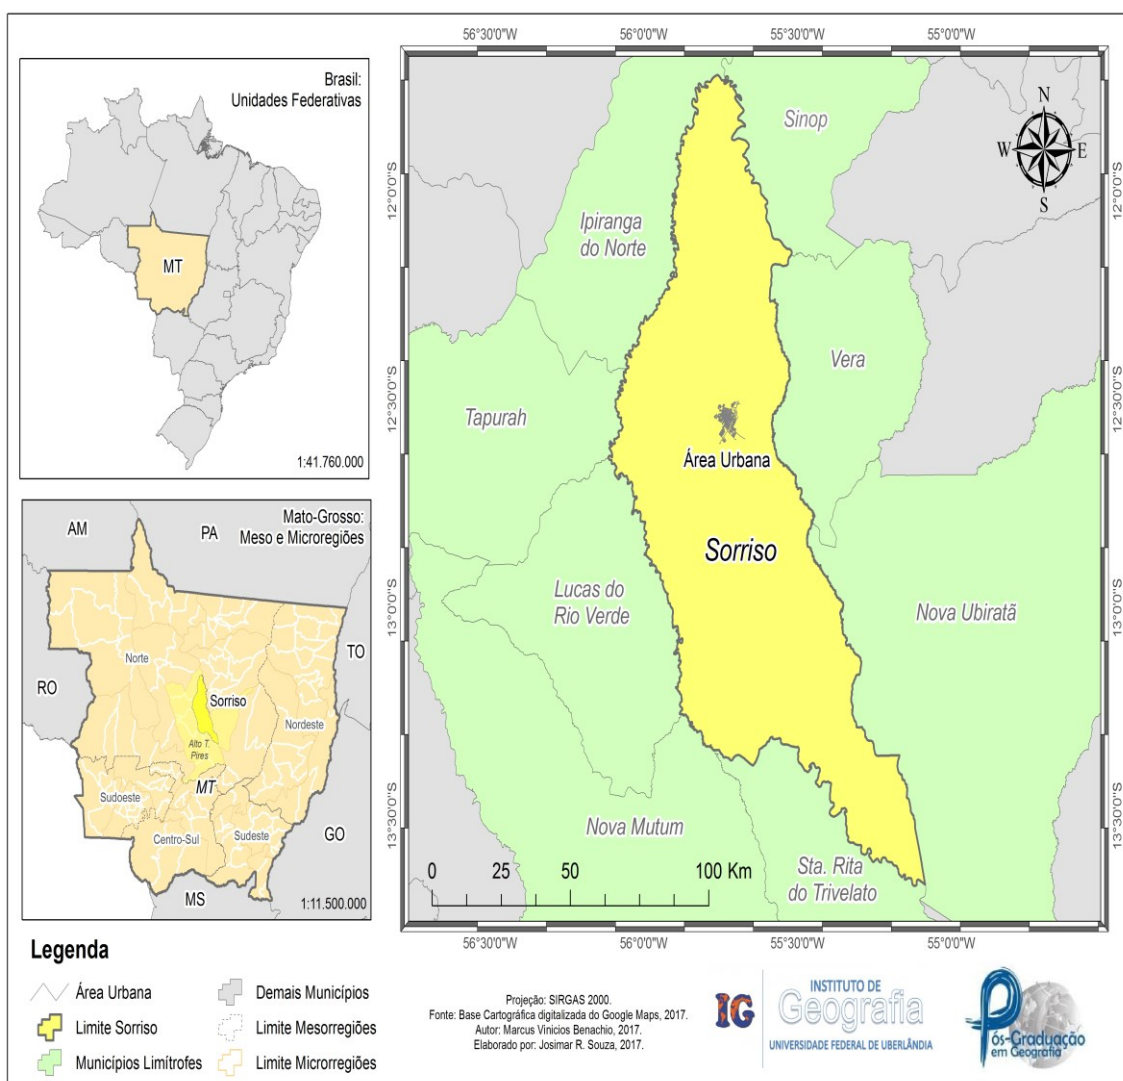 Brasil:
Unidades Federativas
MT
1:41.760.000
Mato-Grosso:
Meso e Microregiões
AM
PA
Norte
TO
RO
Sorriso
Nordeste
Alto T.
Pires
MT
Sudoeste
Centro-Sul
Sudeste
GO
MS
1:11.500.000
56°30'0"W
56°0'0"W
55°30'0"W
55°0'0"W
12°0'0"S
12°30'0"S
13°0'0"S
13°30'0"S
12°0'0"S
12°30'0"S
13°0'0"S
13°30'0"S
N
W
E
S
Sinop
Ipiranga
do Norte
Vera
Tapurah
Área Urbana
Sorriso
Lucas do
Rio Verde
Nova Ubiratã
Nova Mutum
Sta. Rita
do Trivelato
0 25 50 100 Km
56°30'0"W
56°0'0"W
55°30'0"W
55°0'0"W
Legenda
Área Urbana
Demais Municípios
Limite Sorriso
Limite Mesorregiões
Municípios Limítrofes
Limite Microrregiões
Projeção: SIRGAS 2000.
Fonte: Base Cartográfica digitalizada do Google Maps, 2017.
Autor: Marcus Vinicios Benachio, 2017.
Elaborado por: Josimar R. Souza, 2017.
IG
INSTITUTO DE
Geografia
UNIVERSIDADE FEDERAL DE UBERLÂNDIA
Pós-Graduação
em Geografia